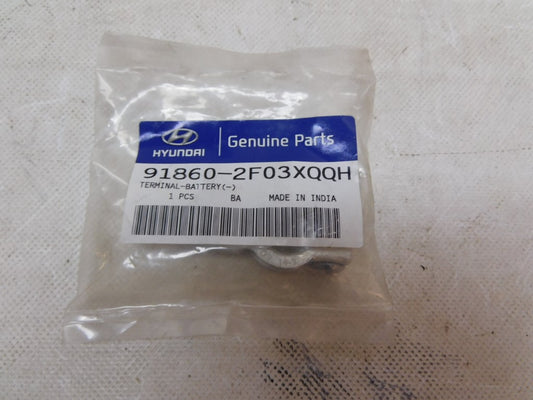 HYUNDAI
Genuine Parts
91860-2F03XQQH
TERMINAL-BATTERY(-)
1 PCS BA MADE IN INDIA